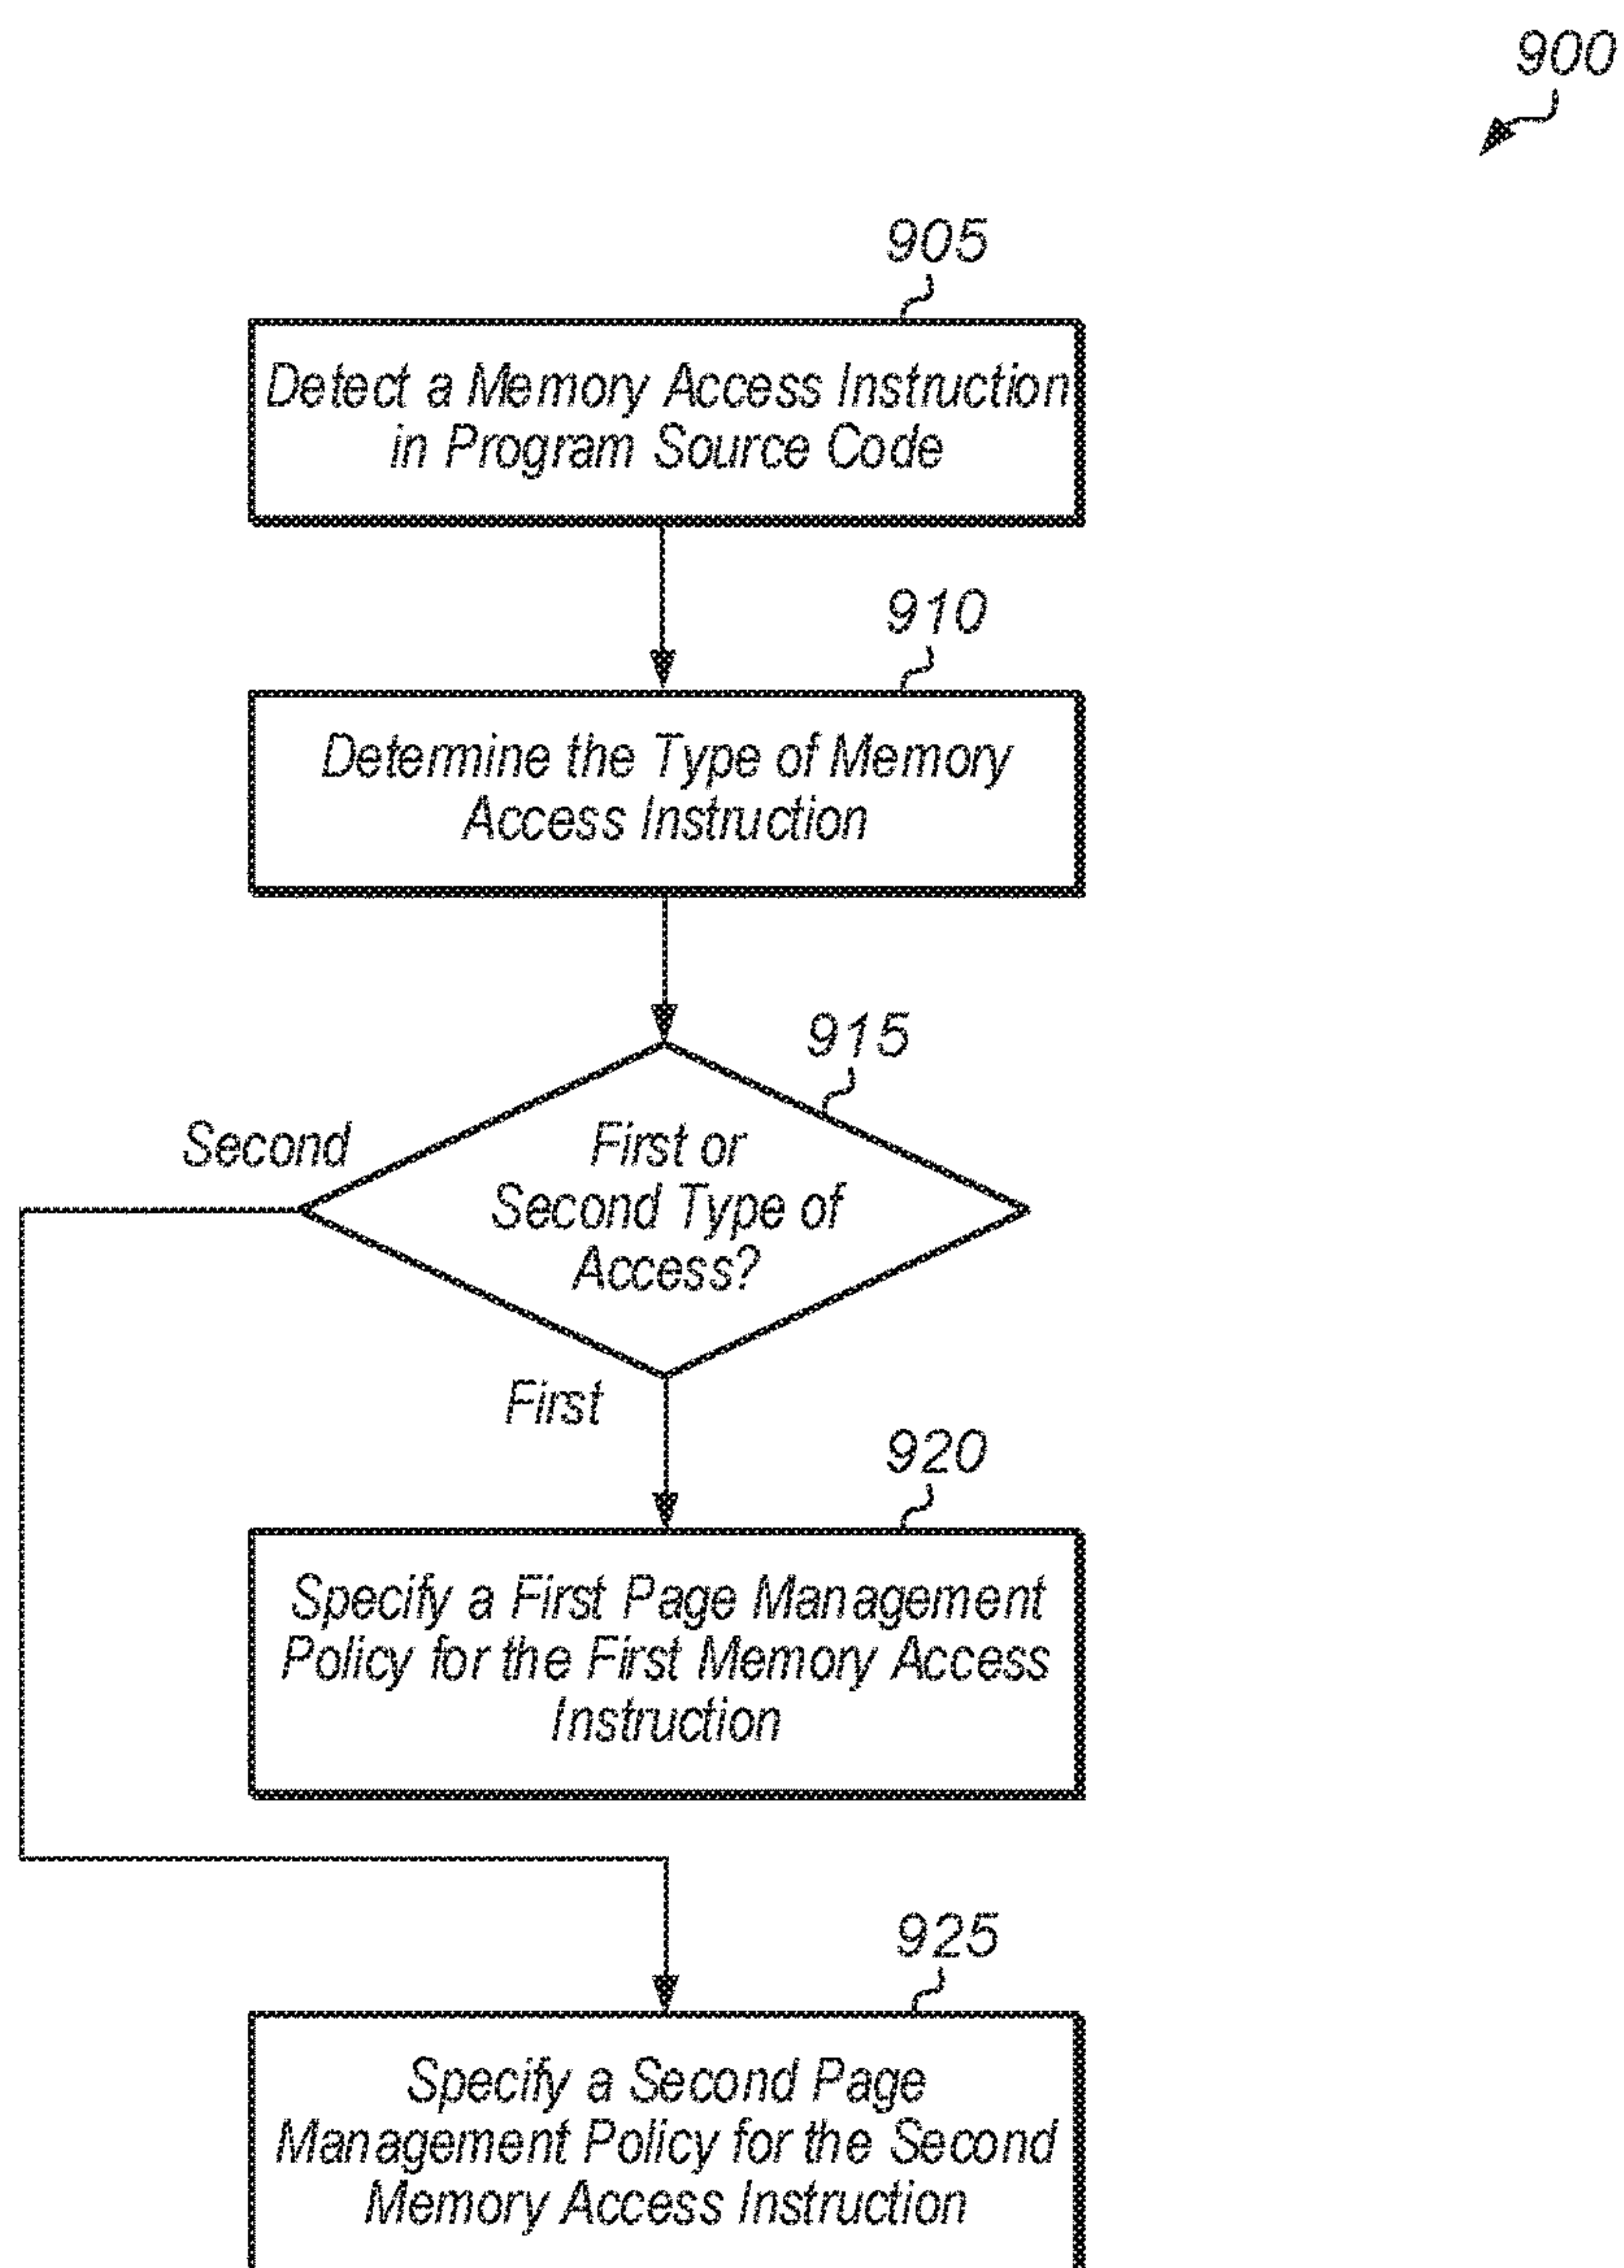 900
905
Detect a Memory Access Instruction
in Program Source Code
910
Determine the Type of Memory
Access Instruction
915
Second
First or
Second Type of
Access?
First
920
Specify a First Page Management
Policy for the First Memory Access
Instruction
925
Specify a Second Page
Management Policy for the Second
Memory Access Instruction